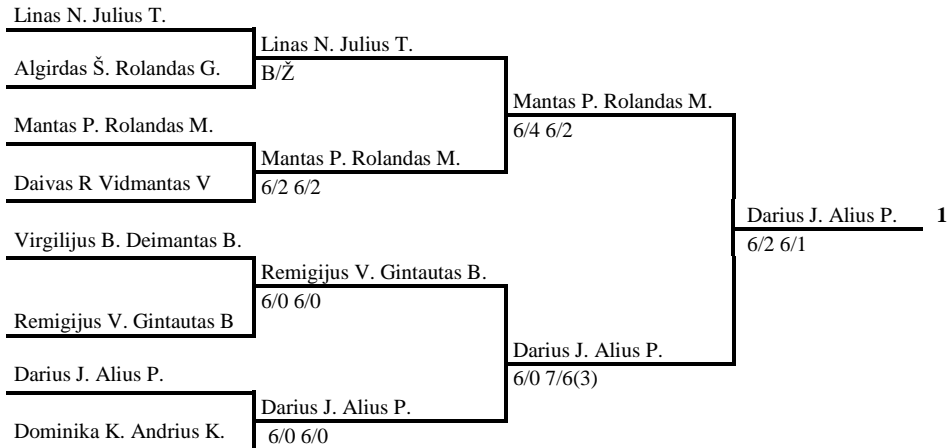 Linas N. Julius T.
Linas N. Julius T.
Algirdas Š. Rolandas G.
B/Ž
Mantas P. Rolandas M.
Mantas P. Rolandas M.
6/4 6/2
Mantas P. Rolandas M.
Daivas R Vidmantas V
6/2 6/2
Darius J. Alius P. 1
6/2 6/1
Virgilijus B. Deimantas B.
Remigijus V. Gintautas B.
6/0 6/0
Remigijus V. Gintautas B
Darius J. Alius P.
6/0 7/6(3)
Darius J. Alius P.
Darius J. Alius P.
Dominika K. Andrius K.
6/0 6/0